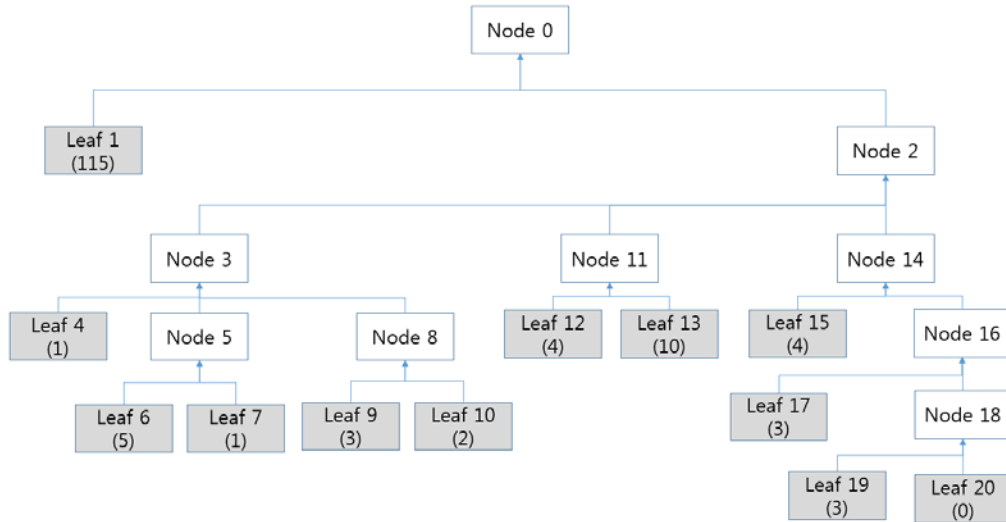 Node 0
Leaf 1
(115)
Node 2
Node 3
Node 11
Node 14
Leaf 4
(1)
Node 5
Node 8
Leaf 12
(4)
Leaf 13
(10)
Leaf 15
(4)
Node 16
Leaf 6
(5)
Leaf 7
(1)
Leaf 9
(3)
Leaf 10
(2)
Leaf 17
(3)
Node 18
Leaf 19
(3)
Leaf 20
(0)